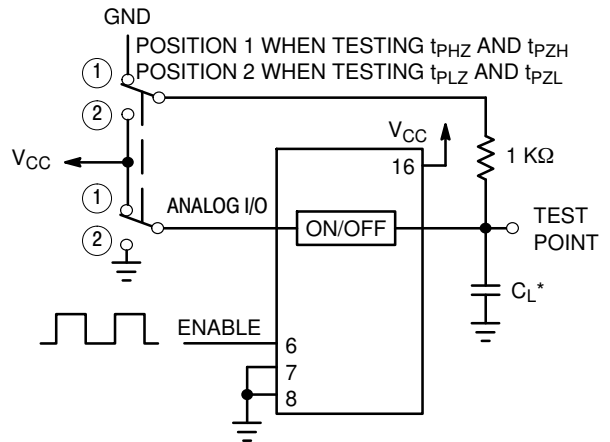 GND
POSITION 1 WHEN TESTING tPHZ AND tPZH
1
POSITION 2 WHEN TESTING tPLZ AND tPZL
2
VCC
VCC
16
1 KΩ
1
ANALOG I/O
ON/OFF
TEST
POINT
2
CL*
ENABLE
6
7
8